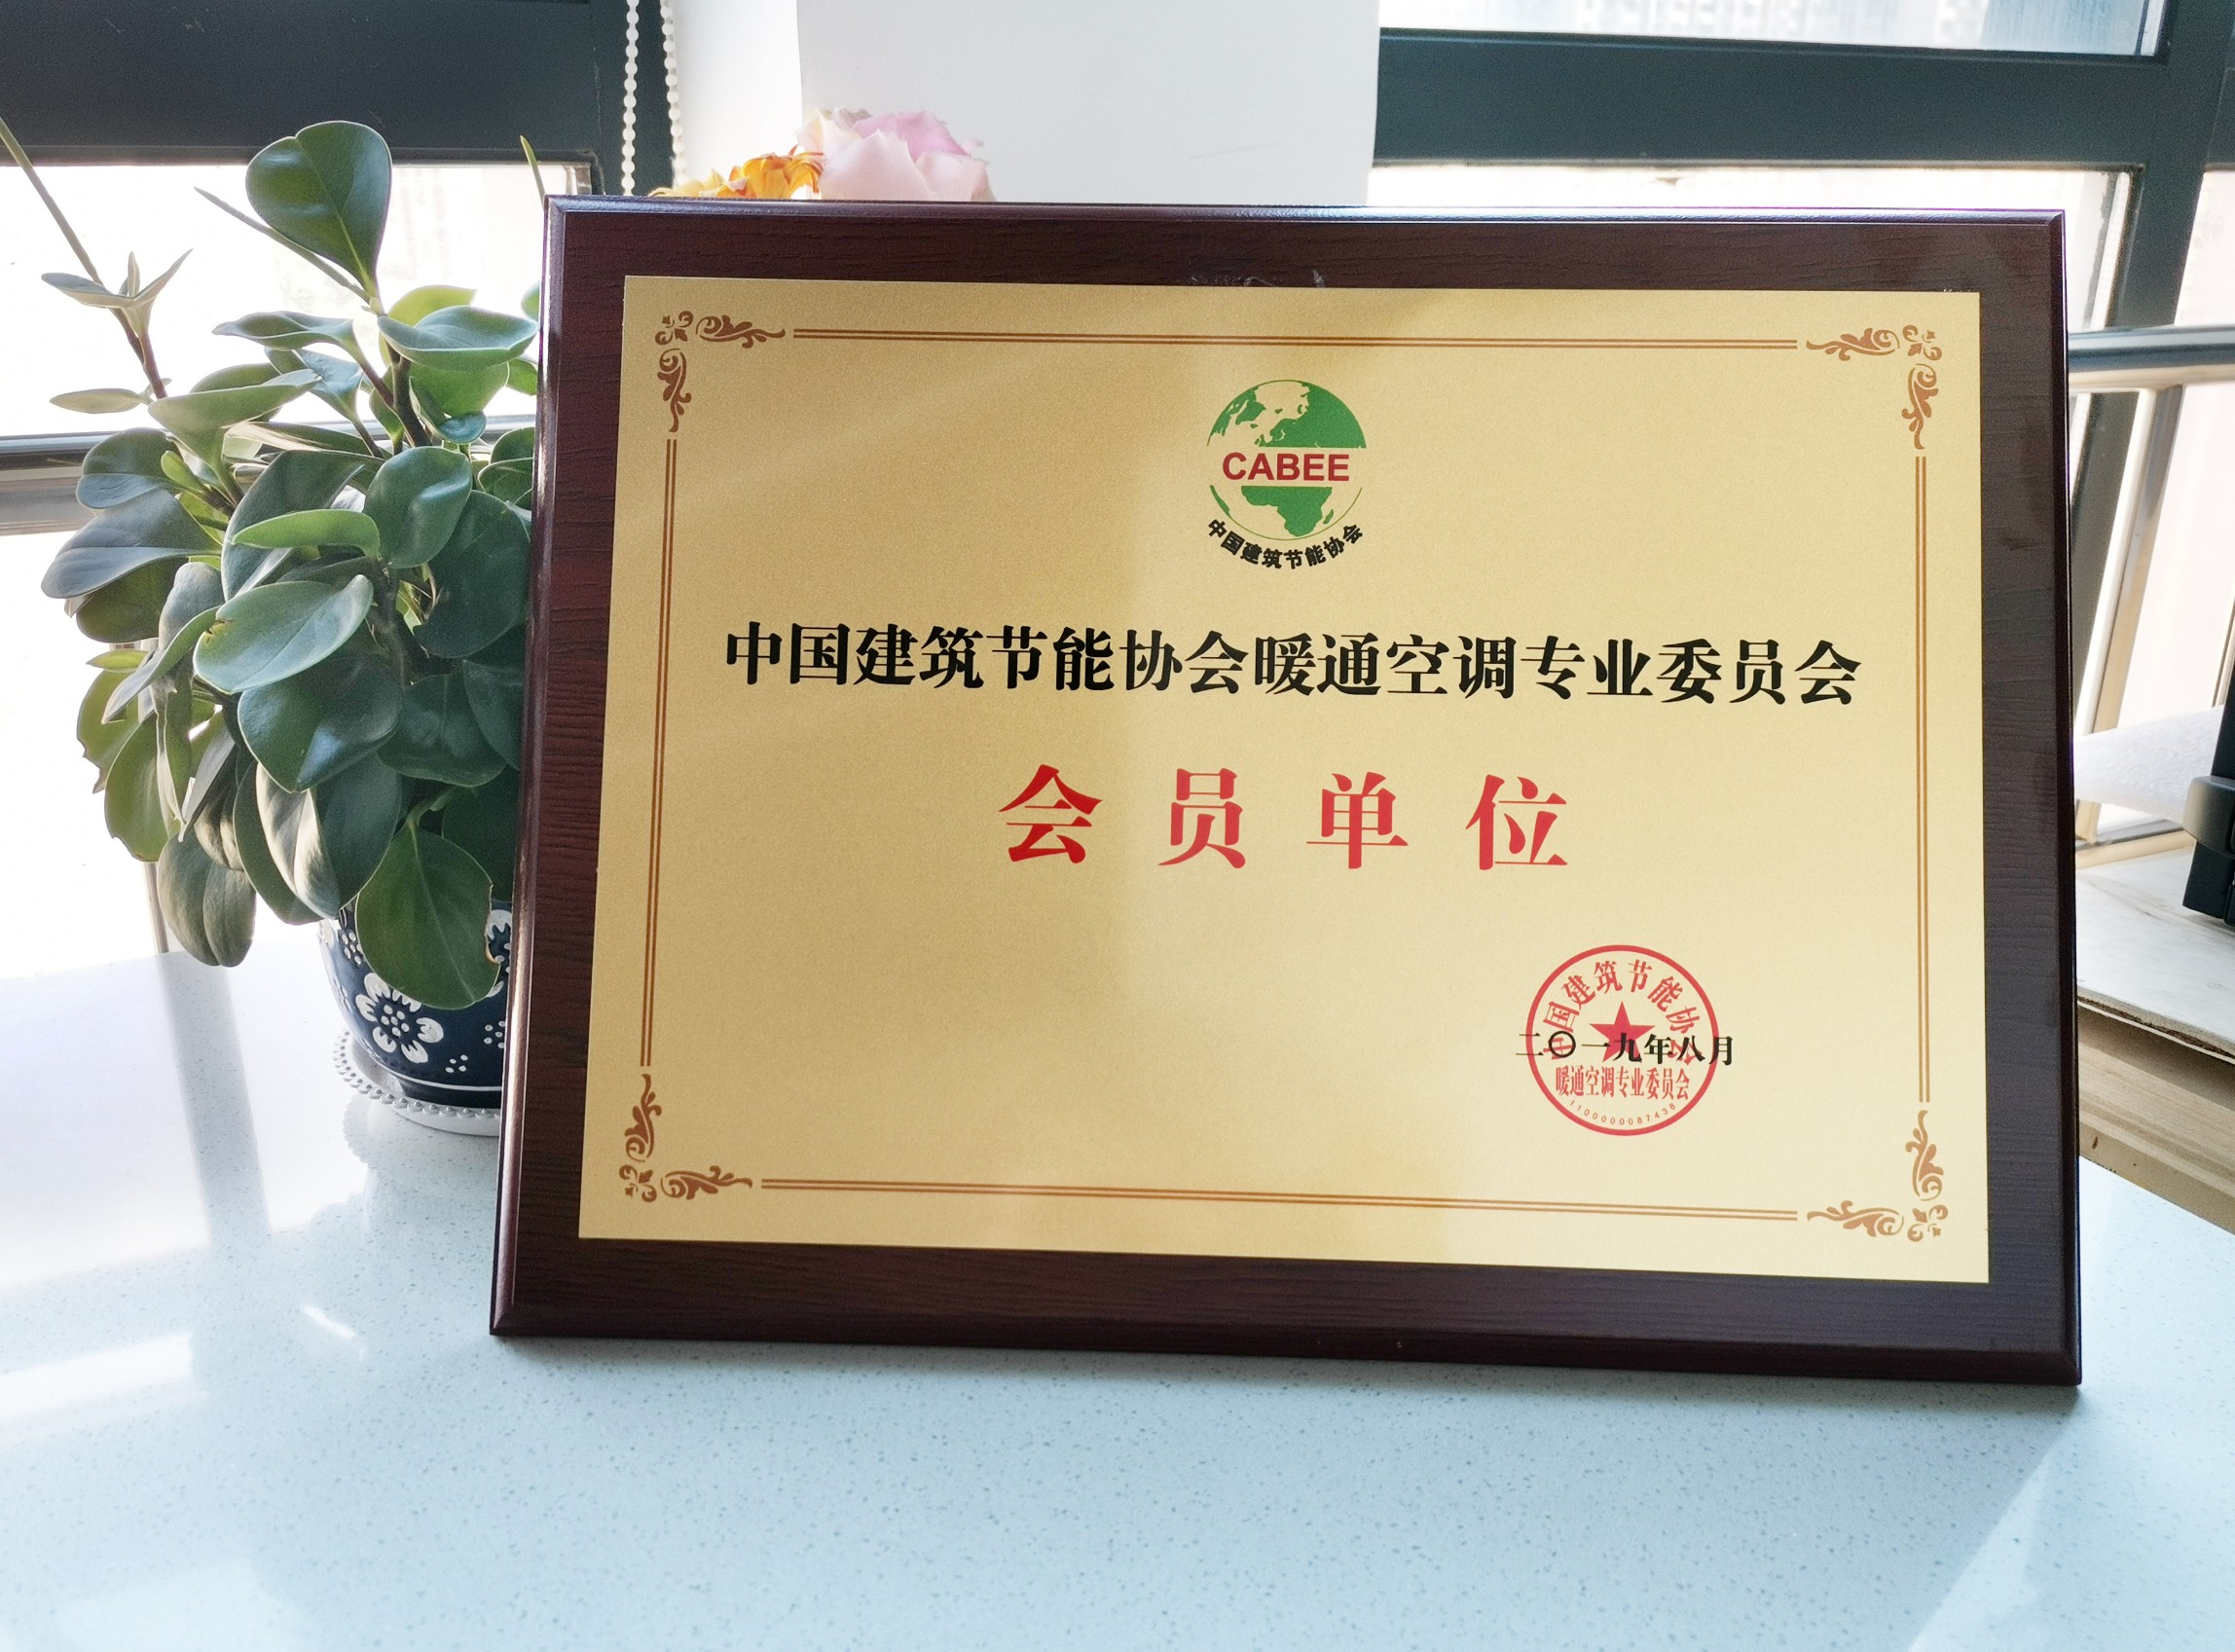 CABEE
中国建筑节能协会
中国建筑节能协会暖通空调专业委员会
会员单位
中国建筑节能协会
二〇一九年八月
暖通空调专业委员会